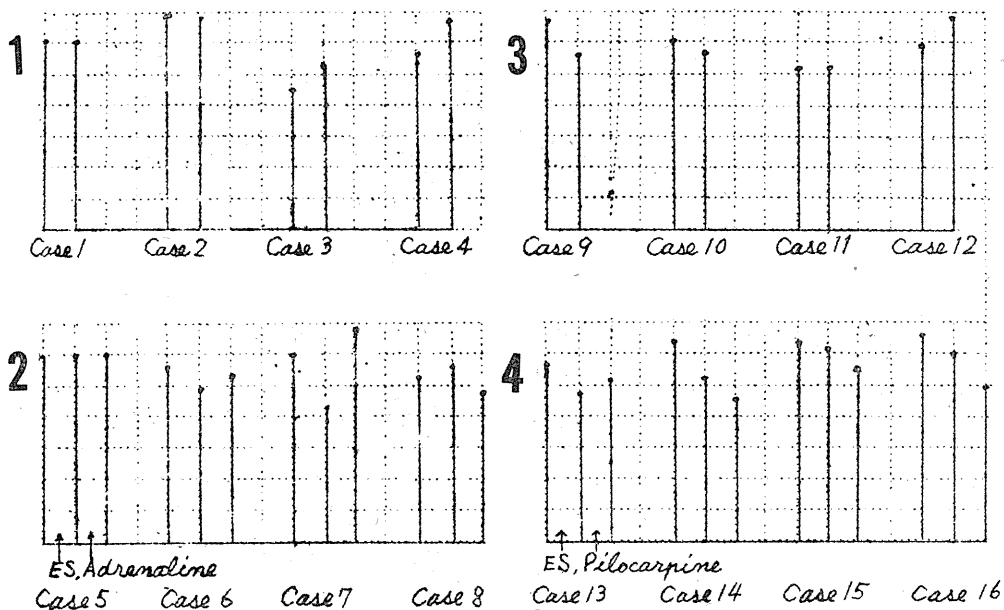 1
3
Case 1 Case 2 Case 3 Case 4
Case 9 Case 10 Case 11 Case 12
2
4
ES, Adrenaline
ES, Pilocarpine
Case 5 Case 6 Case 7 Case 8
Case 13 Case 14 Case 15 Case 16